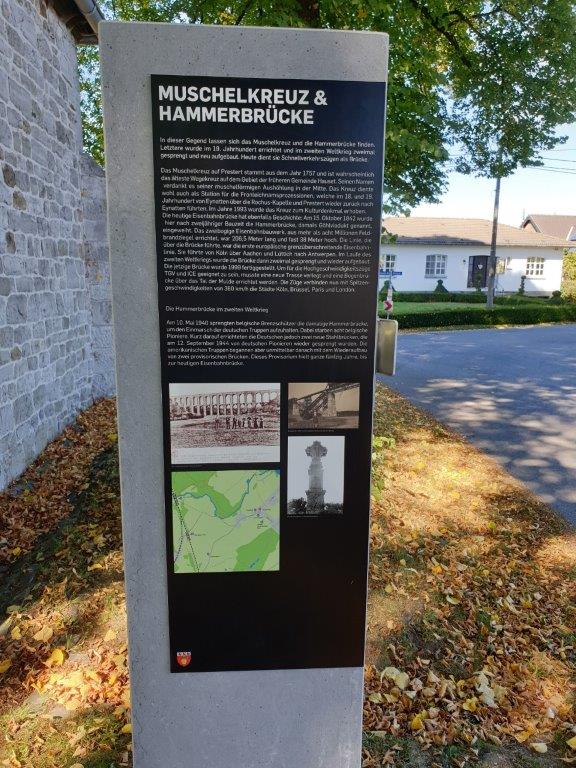 MUSCHELKREUZ &
HAMMERBRÜCKE
In dieser Gegend lassen sich das Muschelkreuz und die Hammerbrücke finden.
Letztere wurde im 19. Jahrhundert errichtet und im zweiten Weltkrieg zweimal
gesprengt und neu aufgebaut. Heute dient sie Schnellverkehrszügen als Brücke.
Das Muschelkreuz auf Prestert stammt aus dem Jahr 1757 und ist wahrscheinlich
das älteste Wegekreuz auf dem Gebiet der früheren Gemeinde Hauset. Seinen Namen
verdankt es seiner muschelförmigen Aushöhlung in der Mitte. Das Kreuz diente
wohl auch als Station für die Fronleichnamsprozessionen, welche im 18. und 19.
Jahrhundert von Eynatten über die Rochus-Kapelle und Prestert wieder zurück nach
Eynatten führten. Im Jahre 1993 wurde das Kreuz zum Kulturdenkmal erhoben.
Die heutige Eisenbahnbrücke hat ebenfalls Geschichte: Am 15. Oktober 1842 wurde
hier nach zweijähriger Bauzeit die Hammerbrücke, damals Göhlviadukt genannt,
eingeweiht. Das zweibögige Eisenbahnwerk, aus mehr als acht Millionen Feld-
brandziegel errichtet, war 206,5 Meter lang und fast 38 Meter hoch. Die Linie, die
über die Brücke führte, war die erste europäische grenzüberschreitende Eisenbahn-
linie. Sie führte von Köln über Aachen und Lüttich nach Antwerpen. Im Laufe des
zweiten Weltkriegs wurde die Brücke dann zweimal gesprengt und wieder aufgebaut.
Die jetzige Brücke wurde 1999 fertiggestellt. Um für die Hochgeschwindigkeitszüge
TGV und ICE geeignet zu sein, musste eine neue Trasse verlegt und eine Bogenbrü-
cke über das Tal der Mulde errichtet werden. Die Züge verbinden nun mit Spitzen-
geschwindigkeiten von 360 km/h die Städte Köln, Brüssel, Paris und London.
Die Hammerbrücke im zweiten Weltkrieg
Am 10. Mai 1940 sprengten belgische Grenzschützer die damalige Hammerbrücke,
um den Einmarsch der deutschen Truppen aufzuhalten. Dabei starben acht belgische
Pioniere. Kurz darauf errichteten die Deutschen jedoch zwei neue Stahlbrücken, die
am 12. September 1944 von deutschen Pionieren wieder gesprengt wurden. Die
amerikanischen Truppen begannen aber unmittelbar danach mit dem Wiederaufbau
von zwei provisorischen Brücken. Dieses Provisorium hielt ganze fünfzig Jahre, bis
zur heutigen Eisenbahnbrücke.